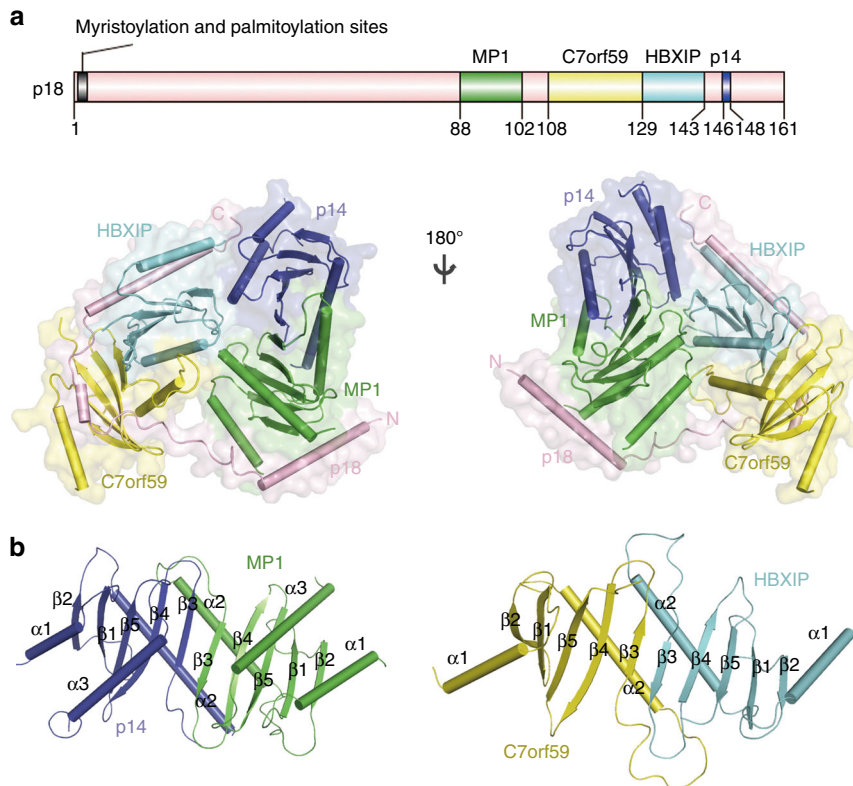 a
Myristoylation and palmitoylation sites
MP1 C7orf59 HBXIP p14
p18
1 88 102 108 129 143 146 148 161
C p14 HBXIP MP1 N p18 C7orf59
180°
p14 C HBXIP MP1 N p18 C7orf59
b
MP1
β2 α1 β1 β5 β4 β3 α2 α3 α2 p14
α3 β4 β3 β5 β1 β2 α1
HBXIP
β2 β1 α1 β5 β4 β3 α2 C7orf59
α2 β3 β4 β5 β1 β2 α1